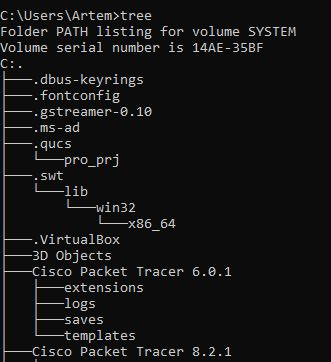 C:\Users\Artem>tree
Folder PATH listing for volume SYSTEM
Volume serial number is 14AE-35BF
C:.
├───.dbus-keyrings
├───.fontconfig
├───.gstreamer-0.10
├───.ms-ad
├───.qucs
│   └───pro_prj
├───.swt
│   └───lib
│       └───win32
│           └───x86_64
├───.VirtualBox
├───3D Objects
├───Cisco Packet Tracer 6.0.1
│   ├───extensions
│   ├───logs
│   ├───saves
│   └───templates
├───Cisco Packet Tracer 8.2.1